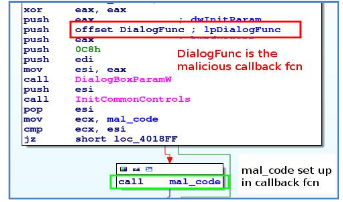 xor eax, eax
push eax ; dwInitParam
push offset DialogFunc ; lpDialogFunc
push eax
push 0C8h
push edi
mov esi, eax
call DialogBoxParamW
push esi
call InitCommonControls
pop esi
mov ecx, mal_code
cmp ecx, esi
jz short loc_4018FF
DialogFunc is the
malicious callback fcn
call mal_code
mal_code set up
in callback fcn